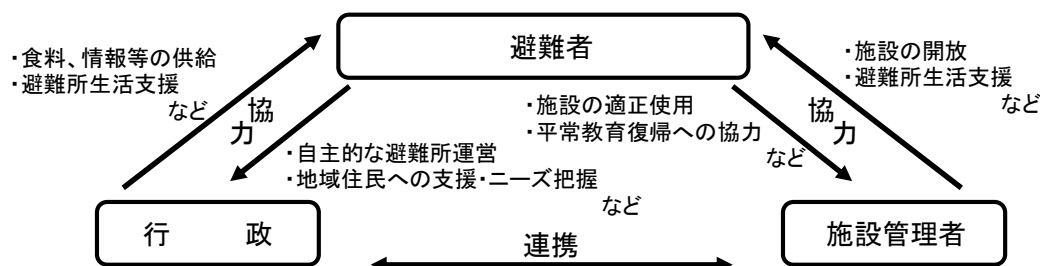 避難者
・食料、情報等の供給
・避難所生活支援
など
協力
・施設の開放
・避難所生活支援
など
協力
・施設の適正使用
・平常教育復帰への協力
など
・自主的な避難所運営
・地域住民への支援・ニーズ把握
など
行　　政
連携
施設管理者